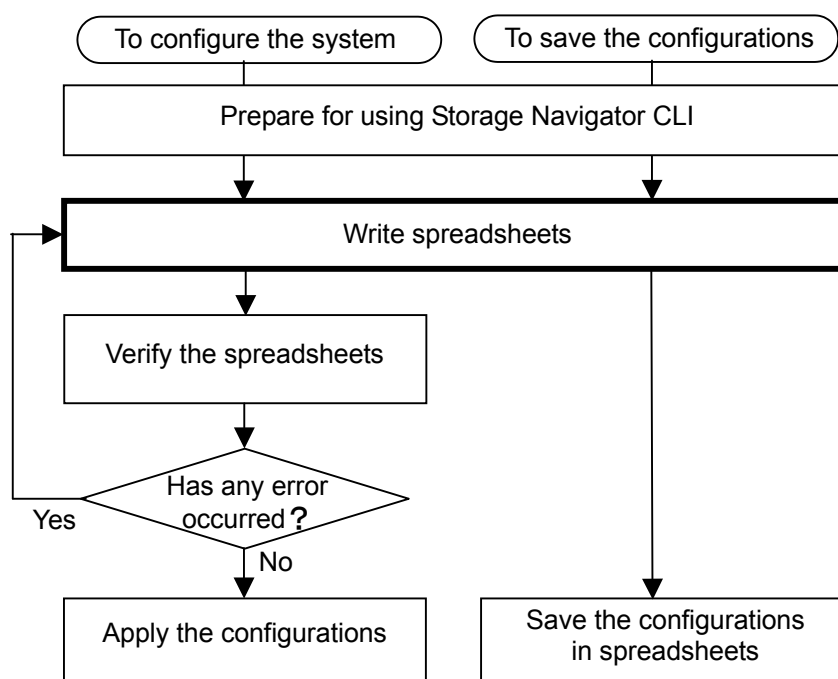 To configure the system
To save the configurations
Prepare for using Storage Navigator CLI
Write spreadsheets
Verify the spreadsheets
Has any error
occurred?
Yes
No
Apply the configurations
Save the configurations
in spreadsheets